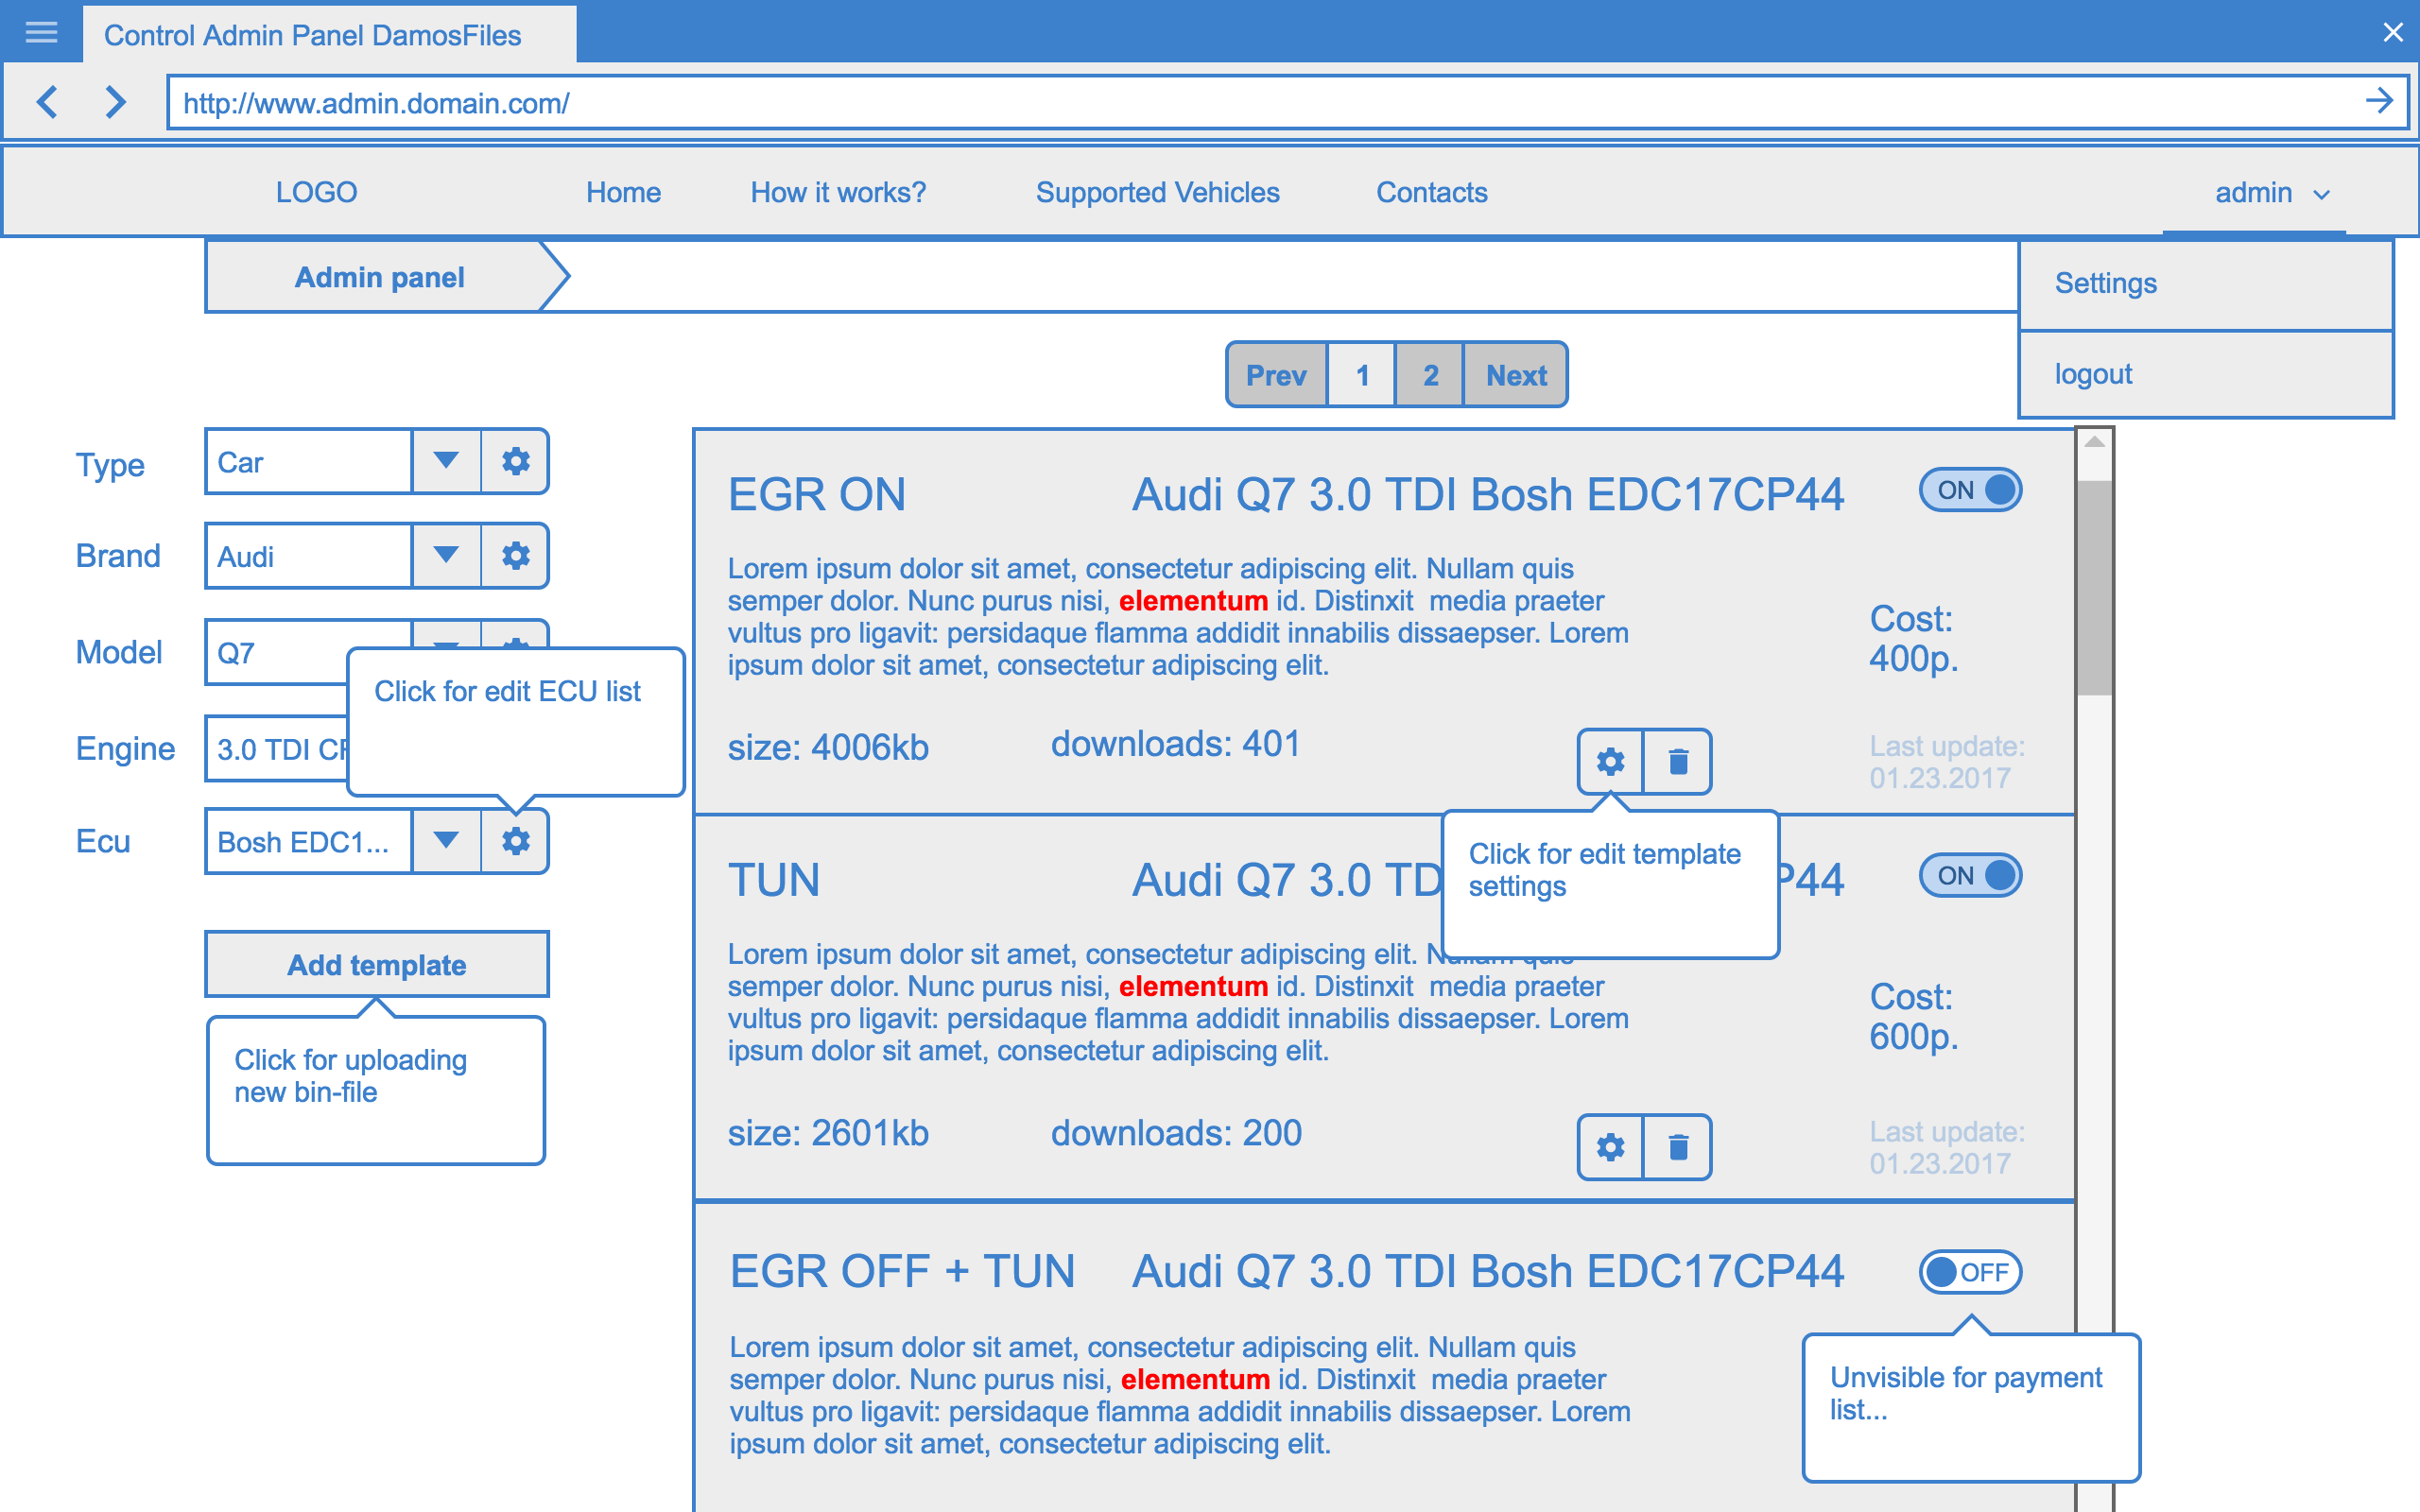 Control Admin Panel DamosFiles
http://www.admin.domain.com/
LOGO
Home
How it works?
Supported Vehicles
Contacts
admin
Admin panel
Settings
logout
Prev
1
2
Next
Type
Car
Brand
Audi
Model
Q7
Engine
3.0 TDI
Click for edit ECU list
Ecu
Bosh EDC1...
Add template
Click for uploading
new bin-file
EGR ON
Audi Q7 3.0 TDI Bosh EDC17CP44
ON
Lorem ipsum dolor sit amet, consectetur adipiscing elit. Nullam quis
semper dolor. Nunc purus nisi, elementum id. Distinxit  media praeter
vultus pro ligavit: persidaque flamma addidit innabilis dissaepser. Lorem
ipsum dolor sit amet, consectetur adipiscing elit.
Cost:
400p.
size: 4006kb
downloads: 401
Last update:
01.23.2017
Click for edit template
settings
TUN
Audi Q7 3.0
ON
Lorem ipsum dolor sit amet, consectetur adipiscing elit.
semper dolor. Nunc purus nisi, elementum id. Distinxit  media praeter
vultus pro ligavit: persidaque flamma addidit innabilis dissaepser. Lorem
ipsum dolor sit amet, consectetur adipiscing elit.
Cost:
600p.
size: 2601kb
downloads: 200
Last update:
01.23.2017
EGR OFF + TUN
Audi Q7 3.0 TDI Bosh EDC17CP44
OFF
Lorem ipsum dolor sit amet, consectetur adipiscing elit. Nullam quis
semper dolor. Nunc purus nisi, elementum id. Distinxit  media praeter
vultus pro ligavit: persidaque flamma addidit innabilis dissaepser. Lorem
ipsum dolor sit amet, consectetur adipiscing elit.
Unvisible for payment
list...